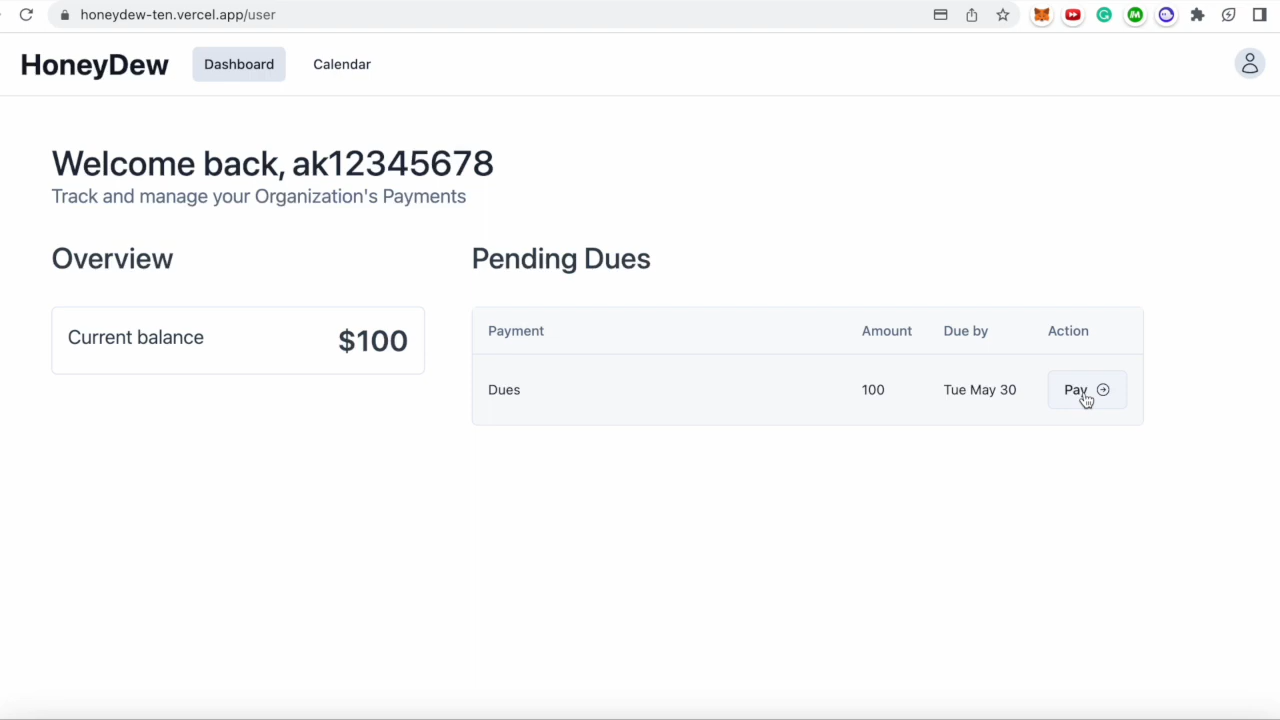 honeydew-ten.vercel.app/user
HoneyDew Dashboard Calendar
Welcome back, ak12345678
Track and manage your Organization's Payments
Overview
Current balance $100
Pending Dues
Payment Amount Due by Action
Dues 100 Tue May 30 Pay